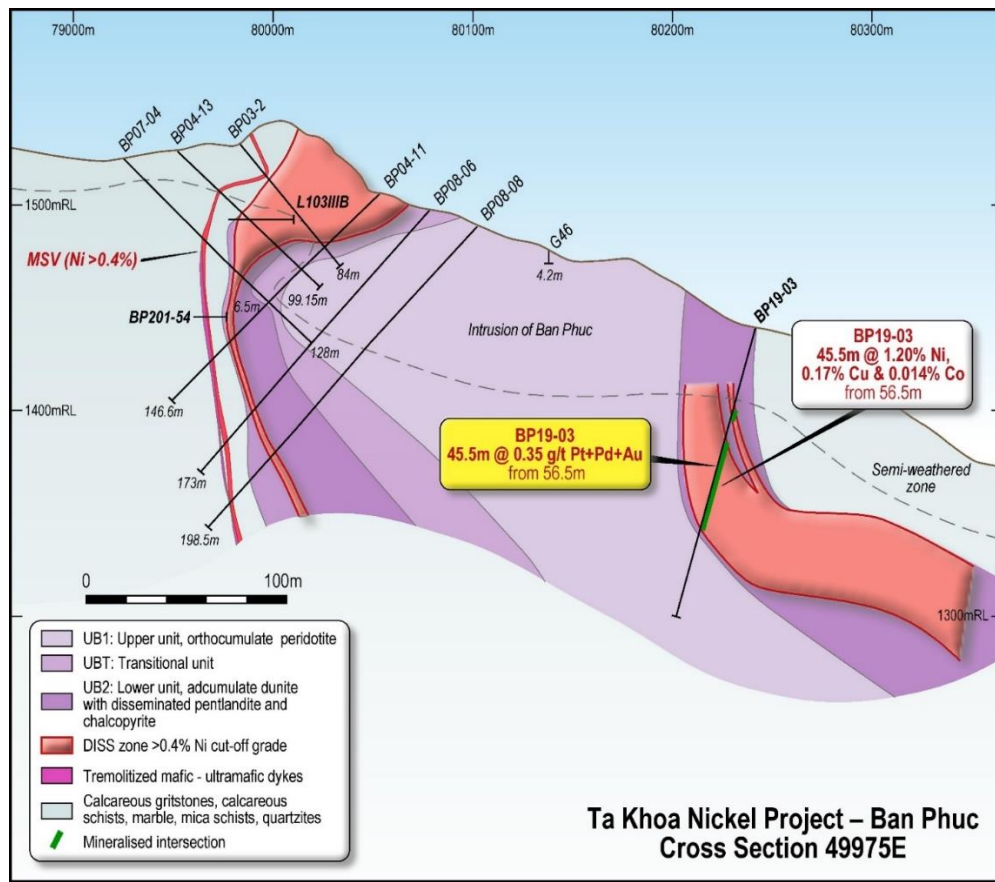 79000m
80000m
80100m
80200m
80300m
BP07-04
BP04-13
BP03-2
BP04-11
BP08-06
BP08-08
G46
4.2m
BP19-03
1500mRL
L103IIIB
MSV (Ni >0.4%)
84m
6.5m
99.15m
BP201-54
128m
Intrusion of Ban Phuc
BP19-03
45.5m @ 1.20% Ni,
0.17% Cu & 0.014% Co
from 56.5m
1400mRL
146.6m
BP19-03
45.5m @ 0.35 g/t Pt+Pd+Au
from 56.5m
Semi-weathered
zone
173m
198.5m
0
100m
1300mRL
UB1: Upper unit, orthocumulate peridotite
UBT: Transitional unit
UB2: Lower unit, adcumulate dunite
with disseminated pentlandite and
chalcopyrite
DISS zone >0.4% Ni cut-off grade
Tremolitized mafic - ultramafic dykes
Calcareous gritstones, calcareous
schists, marble, mica schists, quartzites
Mineralised intersection
Ta Khoa Nickel Project – Ban Phuc
Cross Section 49975E